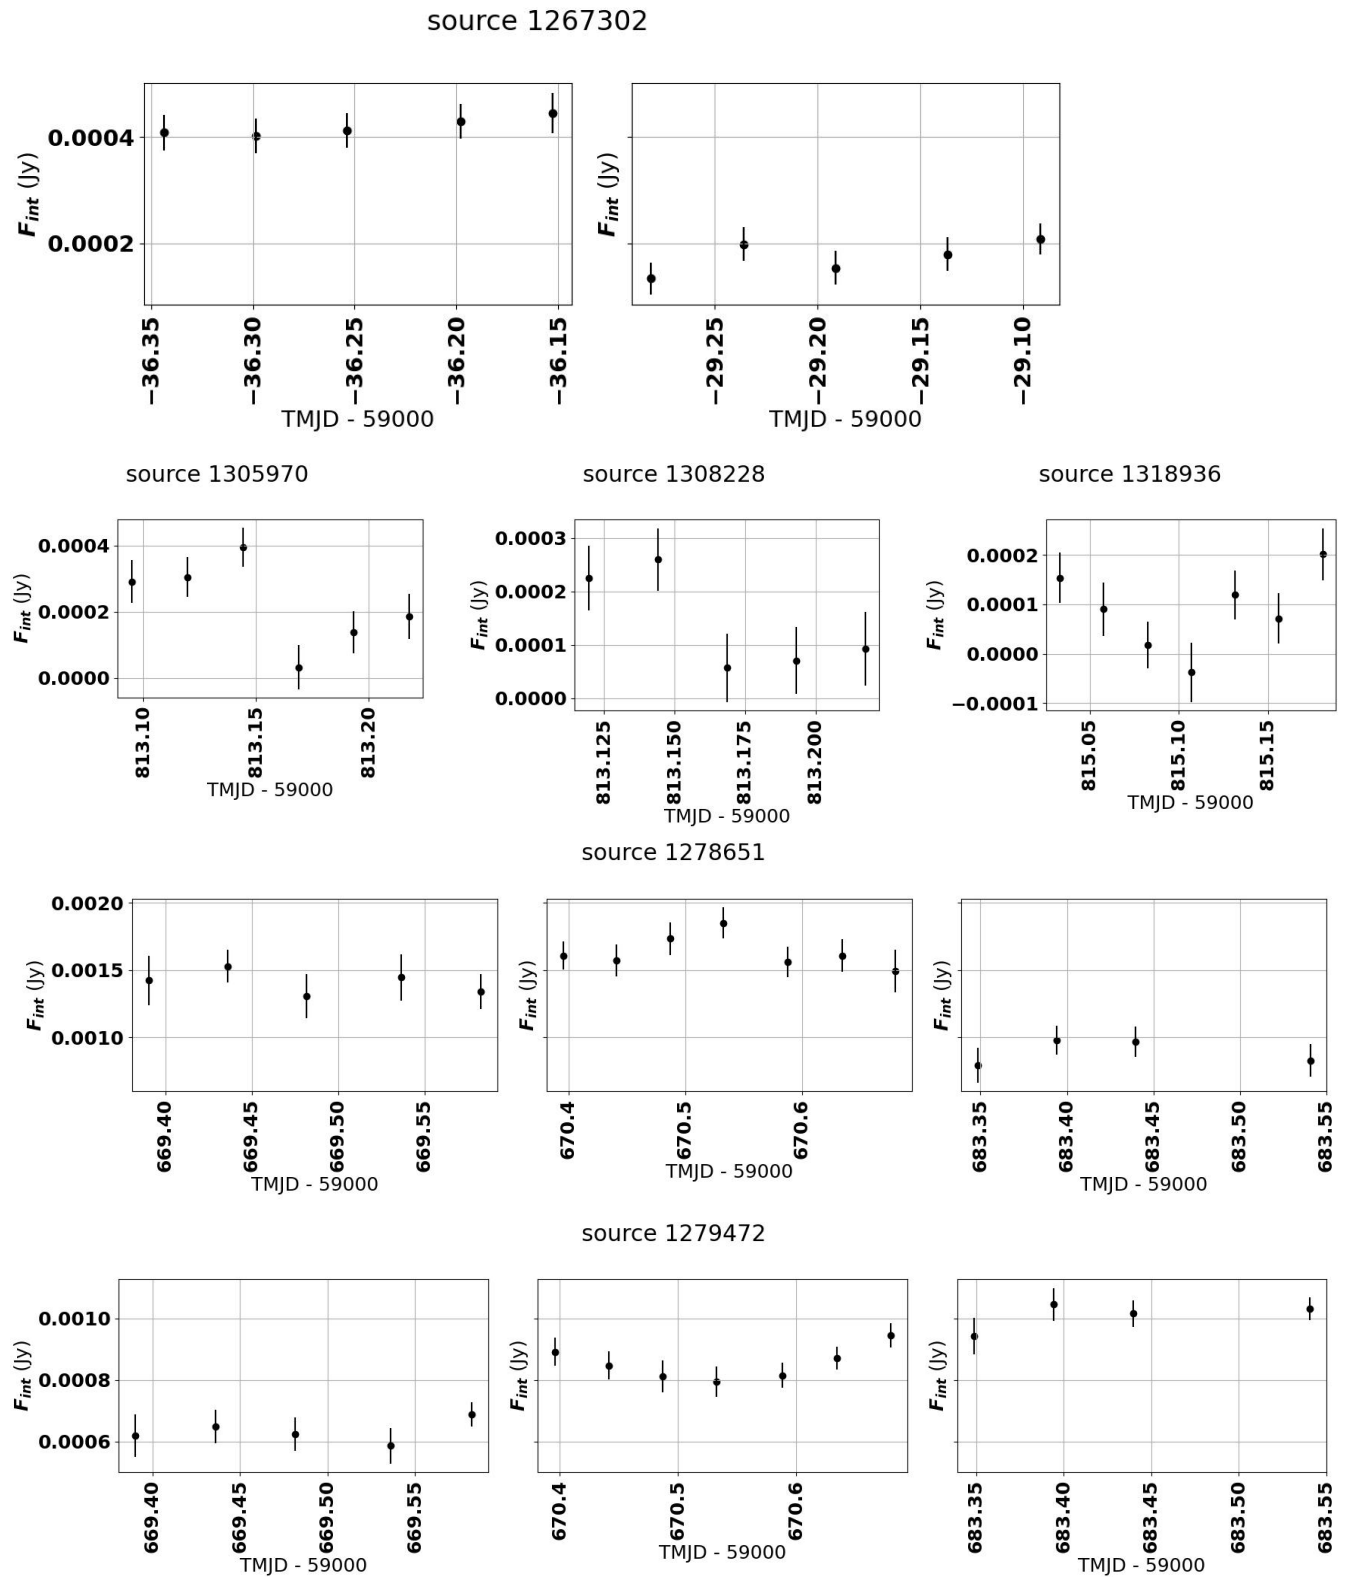 source 1267302
F_int (Jy)
0.0004
0.0002
−36.35 −36.30 −36.25 −36.20 −36.15
TMJD - 59000
F_int (Jy)
−29.25 −29.20 −29.15 −29.10
TMJD - 59000
source 1305970
F_int (Jy)
0.0004
0.0002
0.0000
813.10 813.15 813.20
TMJD - 59000
source 1308228
F_int (Jy)
0.0003
0.0002
0.0001
0.0000
813.125 813.150 813.175 813.200
TMJD - 59000
source 1318936
F_int (Jy)
0.0002
0.0001
0.0000
−0.0001
815.05 815.10 815.15
TMJD - 59000
source 1278651
F_int (Jy)
0.0020
0.0015
0.0010
669.40 669.45 669.50 669.55
TMJD - 59000
F_int (Jy)
670.4 670.5 670.6
TMJD - 59000
F_int (Jy)
683.35 683.40 683.45 683.50 683.55
TMJD - 59000
source 1279472
F_int (Jy)
0.0010
0.0008
0.0006
669.40 669.45 669.50 669.55
TMJD - 59000
F_int (Jy)
670.4 670.5 670.6
TMJD - 59000
F_int (Jy)
683.35 683.40 683.45 683.50 683.55
TMJD - 59000